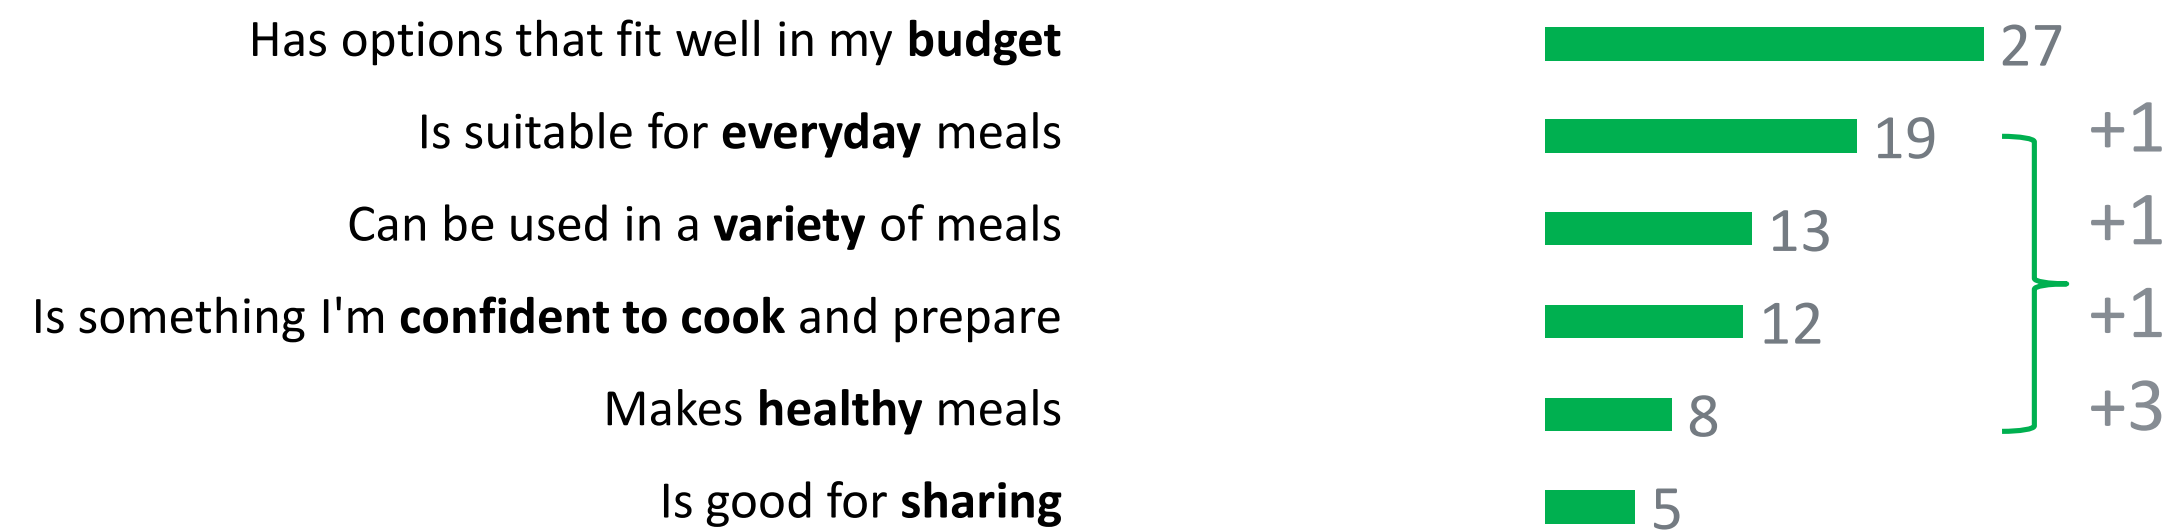 Has options that fit well in my budget 27
Is suitable for everyday meals 19 +1
Can be used in a variety of meals 13 +1
Is something I'm confident to cook and prepare 12 +1
Makes healthy meals 8 +3
Is good for sharing 5